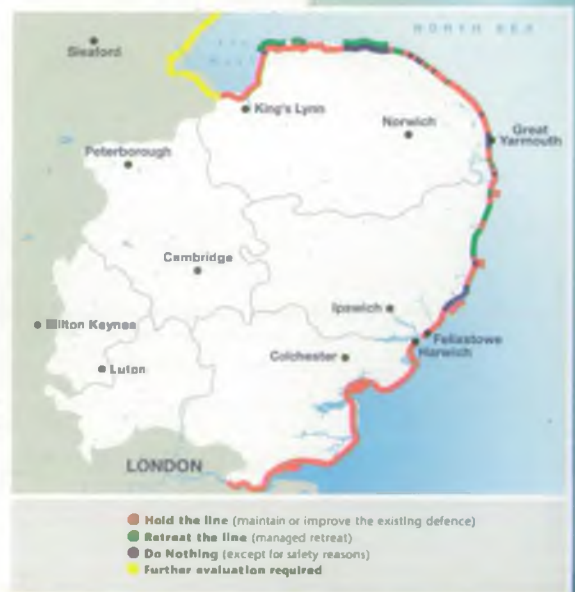 NORTH SEA
Sleaford
King's Lynn
Norwich
Great
Yarmouth
Peterborough
Cambridge
Ipswich
Milton Keynes
Felixstowe
Harwich
Colchester
Luton
LONDON
Hold the line (maintain or improve the existing defence)
Retreat the line (managed retreat)
Do Nothing (except for safety reasons)
Further evaluation required